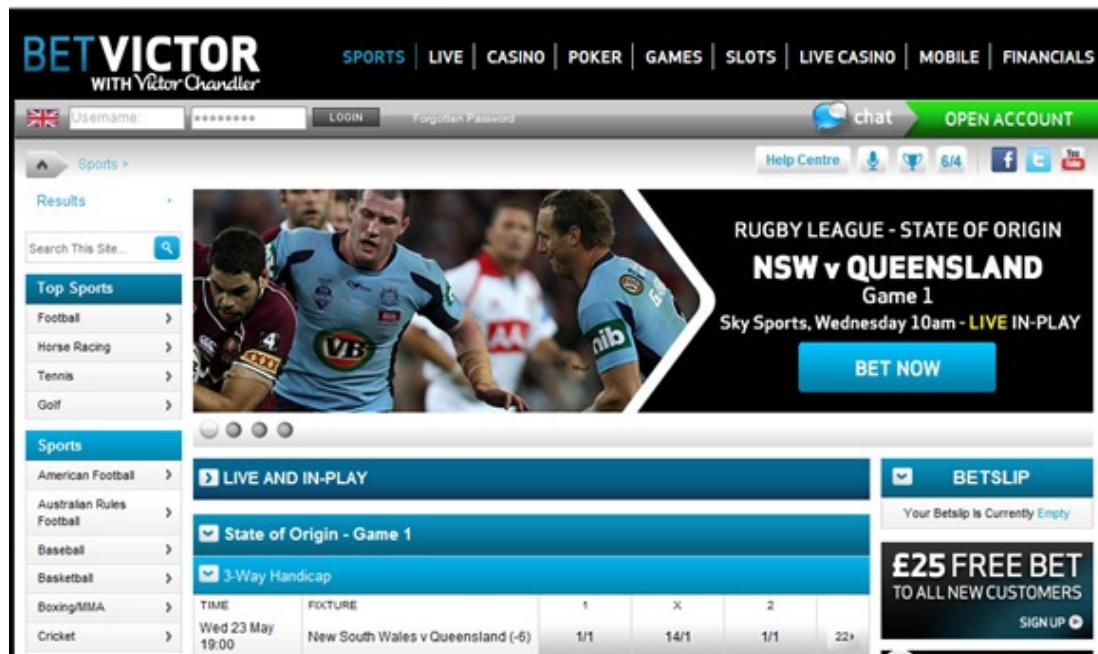 BETVICTOR
WITH Victor Chandler
SPORTS | LIVE | CASINO | POKER | GAMES | SLOTS | LIVE CASINO | MOBILE | FINANCIALS
Username: ******** LOGIN Forgotten Password chat OPEN ACCOUNT
Sports > Help Centre 6/4 f t You Tube
Results
Search This Site...
Top Sports
Football
Horse Racing
Tennis
Golf
Sports
American Football
Australian Rules
Football
Baseball
Basketball
Boxing/MMA
Cricket
4
XXXX
VB
AA
nib
RUGBY LEAGUE - STATE OF ORIGIN
NSW v QUEENSLAND
Game 1
Sky Sports, Wednesday 10am - LIVE IN-PLAY
BET NOW
LIVE AND IN-PLAY
State of Origin - Game 1
3-Way Handicap
TIME FIXTURE 1 X 2
Wed 23 May
19:00 New South Wales v Queensland (-6) 1/1 14/1 1/1 22
BETSLIP
Your Betslip Is Currently Empty
£25 FREE BET
TO ALL NEW CUSTOMERS
SIGN UP